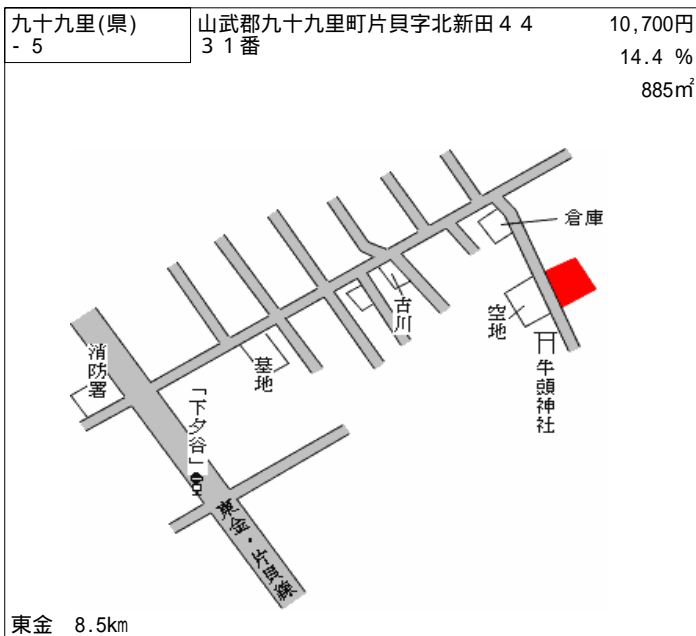 九十九里(県)
- 5
山武郡九十九里町片貝字北新田４４
３１番
10,700円
14.4 %
885㎡
倉庫
古川
空地
牛頭神社
墓地
消防署
「下夕谷」
東金・片貝線
東金 8.5km